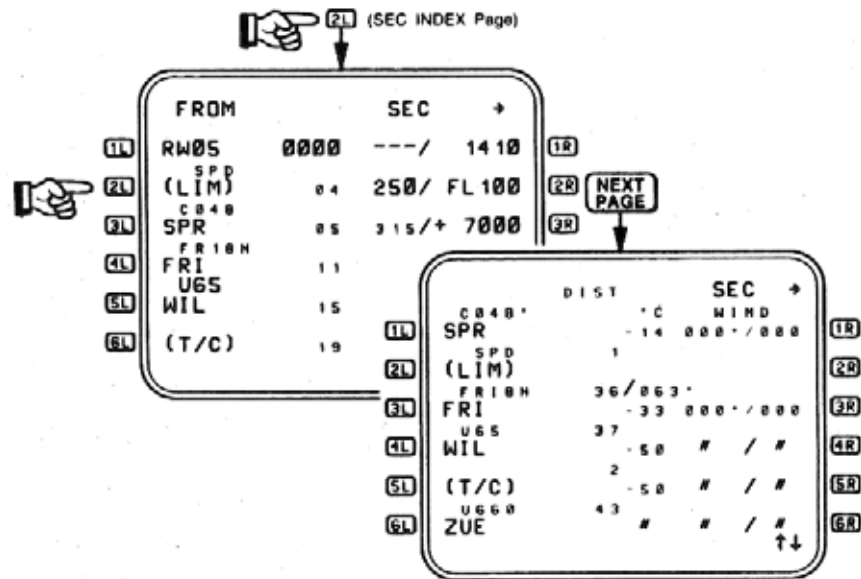 2L (SEC INDEX Page)
FROM SEC →
1L RW05 0000 ---/ 1410 1R
SPD
2L (LIM) 04 250/ FL100 2R
C048
3L SPR 05 315/+ 7000 3R
FR18H
4L FRI 11
U65
5L WIL 15
6L (T/C) 19
NEXT
PAGE
DIST SEC →
C048° °C WIND
1L SPR -14 000°/000 1R
SPD 1
2L (LIM) 2R
FR18H 36/063°
3L FRI -33 000°/000 3R
U65 37
4L WIL -50 " / " 4R
2
5L (T/C) -50 " / " 5R
U660 43
6L ZUE " " / " 6R
↑↓